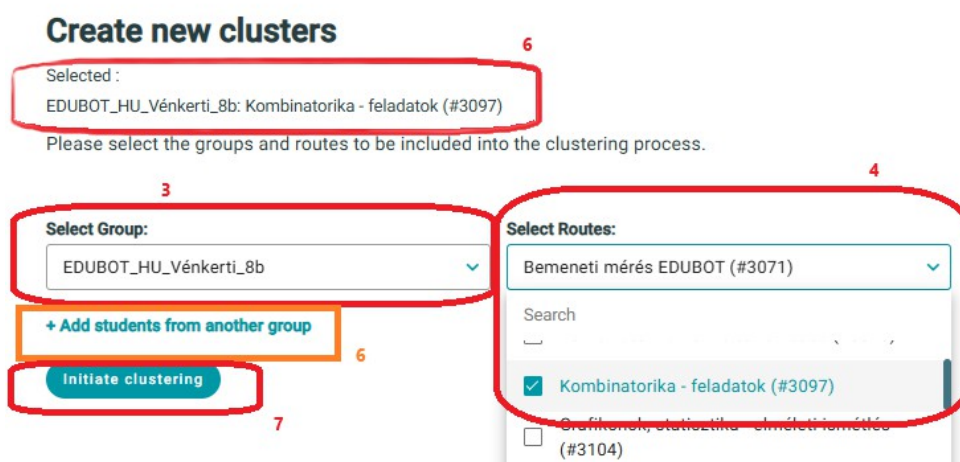 Create new clusters
6
Selected :
EDUBOT_HU_Vénkerti_8b: Kombinatorika - feladatok (#3097)
Please select the groups and routes to be included into the clustering process.
3
4
Select Group:
Select Routes:
EDUBOT_HU_Vénkerti_8b
Bemeneti mérés EDUBOT (#3071)
Search
+ Add students from another group
6
Kombinatorika - feladatok (#3097)
Initiate clustering
7
Grafikonok, statisztika - elméleti ismétlés
(#3104)